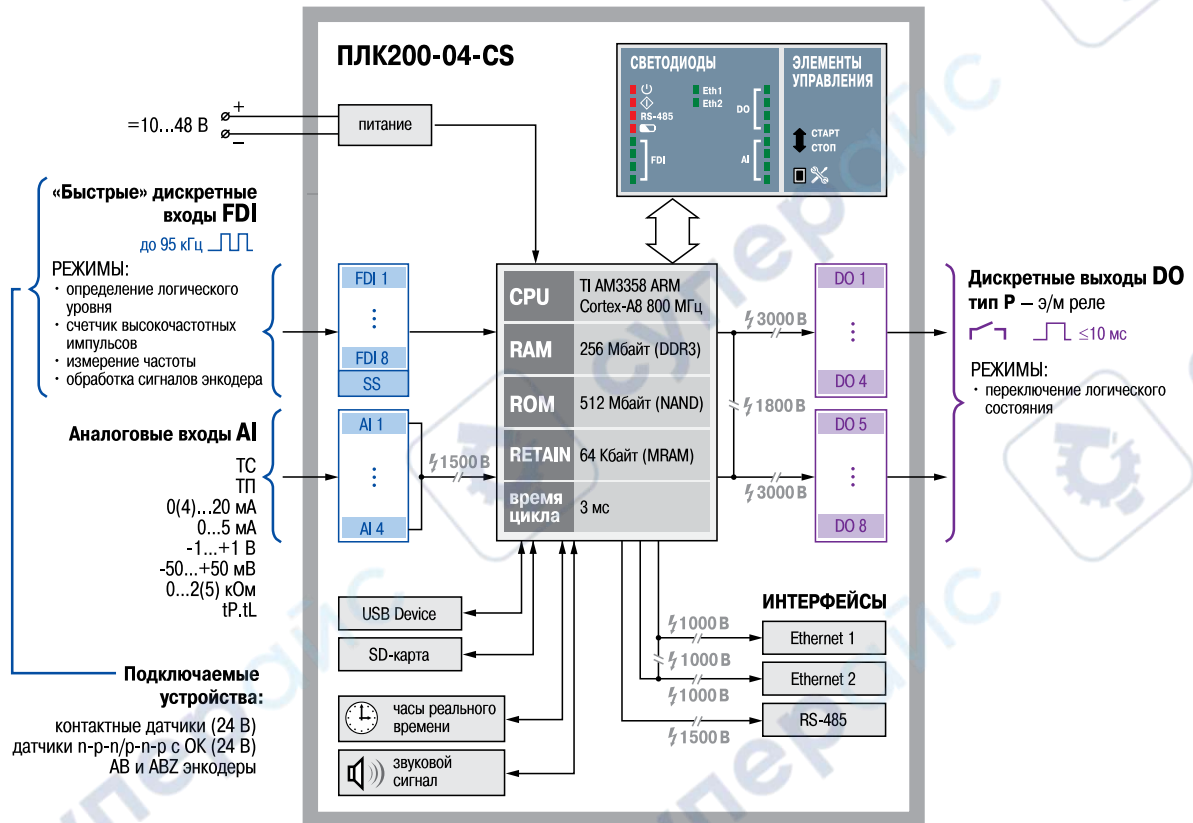 ПЛК200-04-CS
СВЕТОДИОДЫ
Eth1
Eth2
RS-485
DO
FDI
AI
ЭЛЕМЕНТЫ
УПРАВЛЕНИЯ
СТАРТ
СТОП
=10...48 В
+
–
питание
«Быстрые» дискретные
входы FDI
до 95 кГц
РЕЖИМЫ:
· определение логического
уровня
· счетчик высокочастотных
импульсов
· измерение частоты
· обработка сигналов энкодера
FDI 1
FDI 8
SS
Аналоговые входы AI
ТС
ТП
0(4)...20 мА
0...5 мА
-1...+1 В
-50...+50 мВ
0...2(5) кОм
tP.tL
AI 1
AI 4
1500 В
CPU
TI AM3358 ARM
Cortex-A8 800 МГц
RAM
256 Мбайт (DDR3)
ROM
512 Мбайт (NAND)
RETAIN
64 Кбайт (MRAM)
время
цикла
3 мс
3000 В
1800 В
3000 В
DO 1
DO 4
DO 5
DO 8
Дискретные выходы DO
тип Р – э/м реле
≤10 мс
РЕЖИМЫ:
· переключение логического
состояния
Подключаемые
устройства:
контактные датчики (24 В)
датчики n-p-n/p-n-p с ОК (24 В)
АВ и ABZ энкодеры
USB Device
SD-карта
часы реального
времени
звуковой
сигнал
ИНТЕРФЕЙСЫ
1000 В
Ethernet 1
1000 В
Ethernet 2
1000 В
RS-485
1500 В
суперайс
суперайс
суперайс